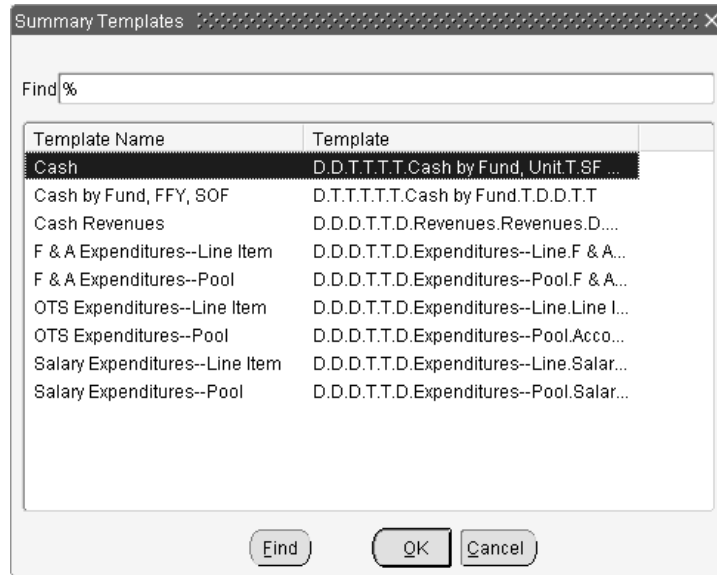 Summary Templates
Find %
Template Name Template
Cash D.D.T.T.T.T.Cash by Fund, Unit.T.SF ...
Cash by Fund, FFY, SOF D.T.T.T.T.T.Cash by Fund.T.D.D.T.T
Cash Revenues D.D.D.T.T.D.Revenues.Revenues.D....
F & A Expenditures--Line Item D.D.D.T.T.D.Expenditures--Line.F & A...
F & A Expenditures--Pool D.D.D.T.T.D.Expenditures--Pool.F & A...
OTS Expenditures--Line Item D.D.D.T.T.D.Expenditures--Line.Line I...
OTS Expenditures--Pool D.D.D.T.T.D.Expenditures--Pool.Acco...
Salary Expenditures--Line Item D.D.D.T.T.D.Expenditures--Line.Salar...
Salary Expenditures--Pool D.D.D.T.T.D.Expenditures--Pool.Salar...
Find OK Cancel